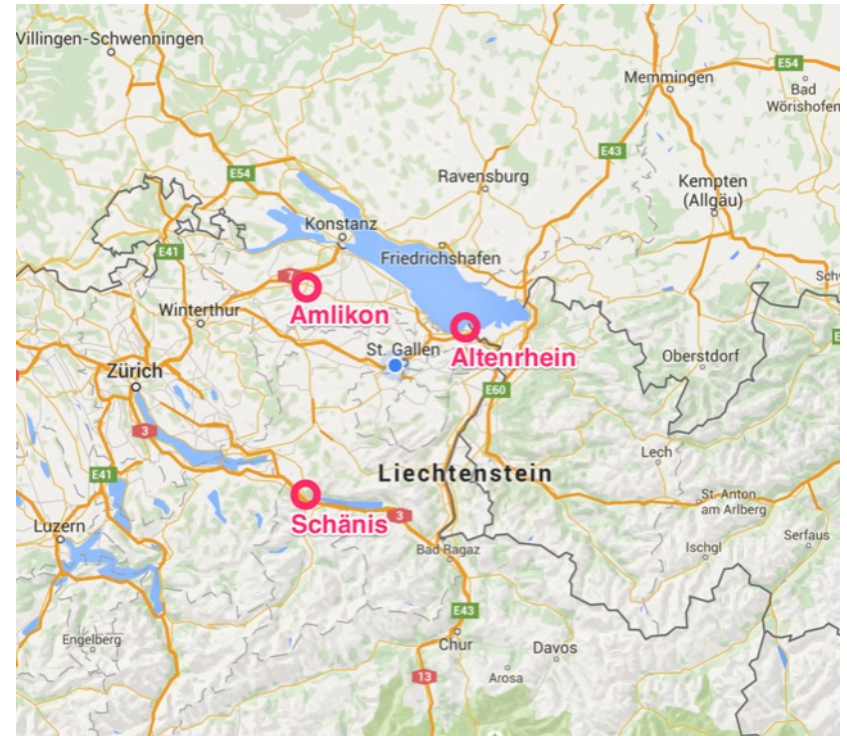 Villingen-Schwenningen
E54
Memmingen
Bad
Wörishofen
E43
E54
Ravensburg
Kempten
(Allgäu)
Konstanz
E41
Friedrichshafen
7
Amlikon
Winterthur
St. Gallen
Altenrhein
Oberstdorf
Zürich
E60
3
Lech
Liechtenstein
E41
St. Anton
am Arlberg
Schänis
3
Luzern
Serfaus
Bad Ragaz
Ischgl
E43
Engelberg
Chur
Davos
13
Arosa